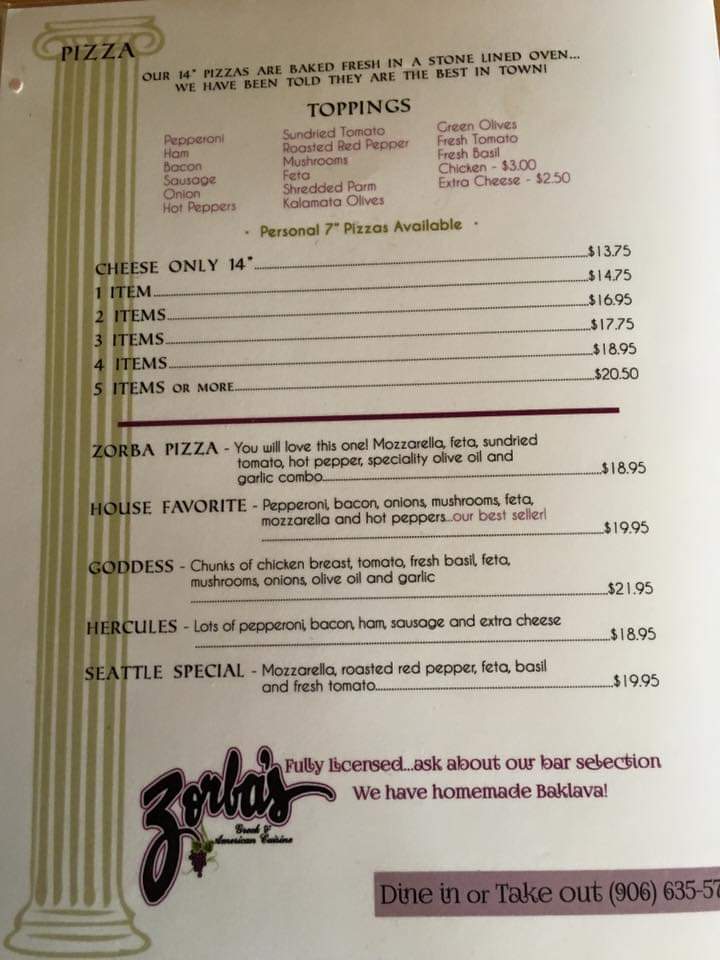 PIZZA
OUR 14" PIZZAS ARE BAKED FRESH IN A STONE LINED OVEN...
WE HAVE BEEN TOLD THEY ARE THE BEST IN TOWN!
TOPPINGS
Pepperoni
Ham
Bacon
Sausage
Onion
Hot Peppers
Sundried Tomato
Roasted Red Pepper
Mushrooms
Feta
Shredded Parm
Kalamata Olives
Green Olives
Fresh Tomato
Fresh Basil
Chicken - $3.00
Extra Cheese - $2.50
• Personal 7" Pizzas Available •
CHEESE ONLY 14" $13.75
1 ITEM $14.75
2 ITEMS $16.95
3 ITEMS $17.75
4 ITEMS $18.95
5 ITEMS OR MORE $20.50
ZORBA PIZZA - You will love this one! Mozzarella, feta, sundried
tomato, hot pepper, speciality olive oil and
garlic combo $18.95
HOUSE FAVORITE - Pepperoni, bacon, onions, mushrooms, feta,
mozzarella and hot peppers...our best seller!
$19.95
GODDESS - Chunks of chicken breast, tomato, fresh basil, feta,
mushrooms, onions, olive oil and garlic
$21.95
HERCULES - Lots of pepperoni, bacon, ham, sausage and extra cheese
$18.95
SEATTLE SPECIAL - Mozzarella, roasted red pepper, feta, basil
and fresh tomato $19.95
Zorba's
Greek & American Cuisine
Fully licensed...ask about our bar selection
We have homemade Baklava!
Dine in or Take out (906) 635-57